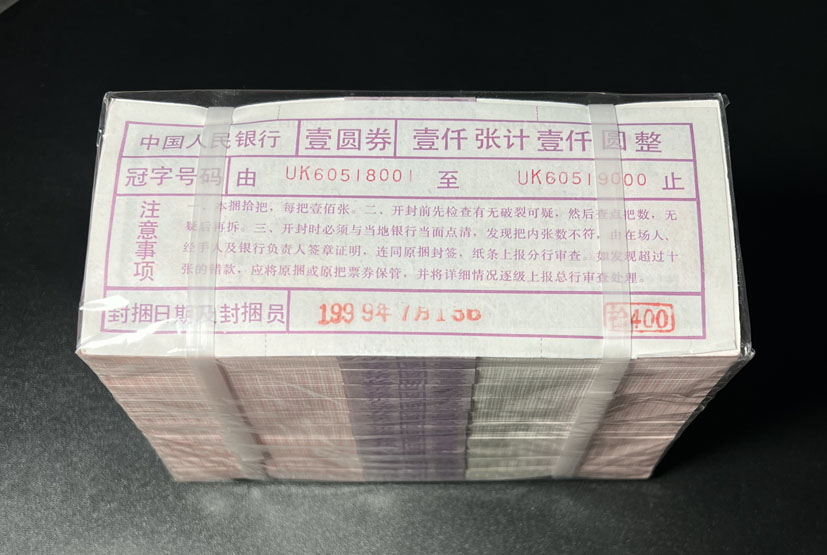 中国人民银行 壹圆券 壹仟张计壹仟圆整
冠字号码 由 UK60518001 至 UK60519000 止
注意事项
一、本捆拾把，每把壹佰张。二、开封前先检查有无破裂可疑，然后查点把数，无
疑后再拆。三、开封时必须与当地银行当面点清，发现把内张数不符，由在场人、
经手人及银行负责人签章证明，连同原捆封签，纸条上报分行审查。如发现超过十
张的错款，应将原捆或原把票券保管，并将详细情况逐级上报总行审查处理。
封捆日期及封捆员 1999年7月13日 400